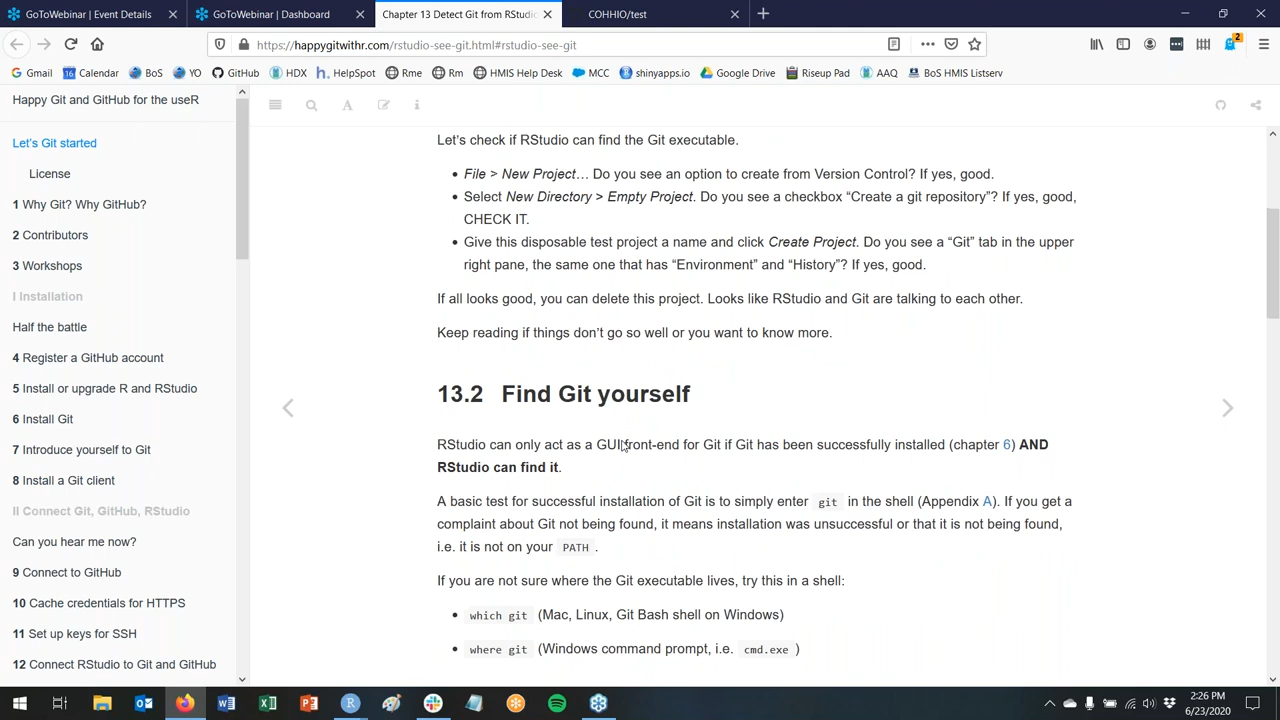 GoToWebinar | Event Details
GoToWebinar | Dashboard
Chapter 13 Detect Git from RStudio
COHHIO/test
https://happygitwithr.com/rstudio-see-git.html#rstudio-see-git
2
Gmail
16 Calendar
BoS
YO
GitHub
HDX
HelpSpot
Rme
Rm
HMIS Help Desk
MCC
shinyapps.io
Google Drive
Riseup Pad
AAQ
BoS HMIS Listserv
Happy Git and GitHub for the useR
Let's Git started
License
1 Why Git? Why GitHub?
2 Contributors
3 Workshops
I Installation
Half the battle
4 Register a GitHub account
5 Install or upgrade R and RStudio
6 Install Git
7 Introduce yourself to Git
8 Install a Git client
II Connect Git, GitHub, RStudio
Can you hear me now?
9 Connect to GitHub
10 Cache credentials for HTTPS
11 Set up keys for SSH
12 Connect RStudio to Git and GitHub
Let's check if RStudio can find the Git executable.
• File > New Project… Do you see an option to create from Version Control? If yes, good.
• Select New Directory > Empty Project. Do you see a checkbox “Create a git repository”? If yes, good,
CHECK IT.
• Give this disposable test project a name and click Create Project. Do you see a “Git” tab in the upper
right pane, the same one that has “Environment” and “History”? If yes, good.
If all looks good, you can delete this project. Looks like RStudio and Git are talking to each other.
Keep reading if things don't go so well or you want to know more.
13.2 Find Git yourself
RStudio can only act as a GUI front-end for Git if Git has been successfully installed (chapter 6) AND
RStudio can find it.
A basic test for successful installation of Git is to simply enter git in the shell (Appendix A). If you get a
complaint about Git not being found, it means installation was unsuccessful or that it is not being found,
i.e. it is not on your PATH .
If you are not sure where the Git executable lives, try this in a shell:
• which git (Mac, Linux, Git Bash shell on Windows)
• where git (Windows command prompt, i.e. cmd.exe )
2:26 PM
6/23/2020